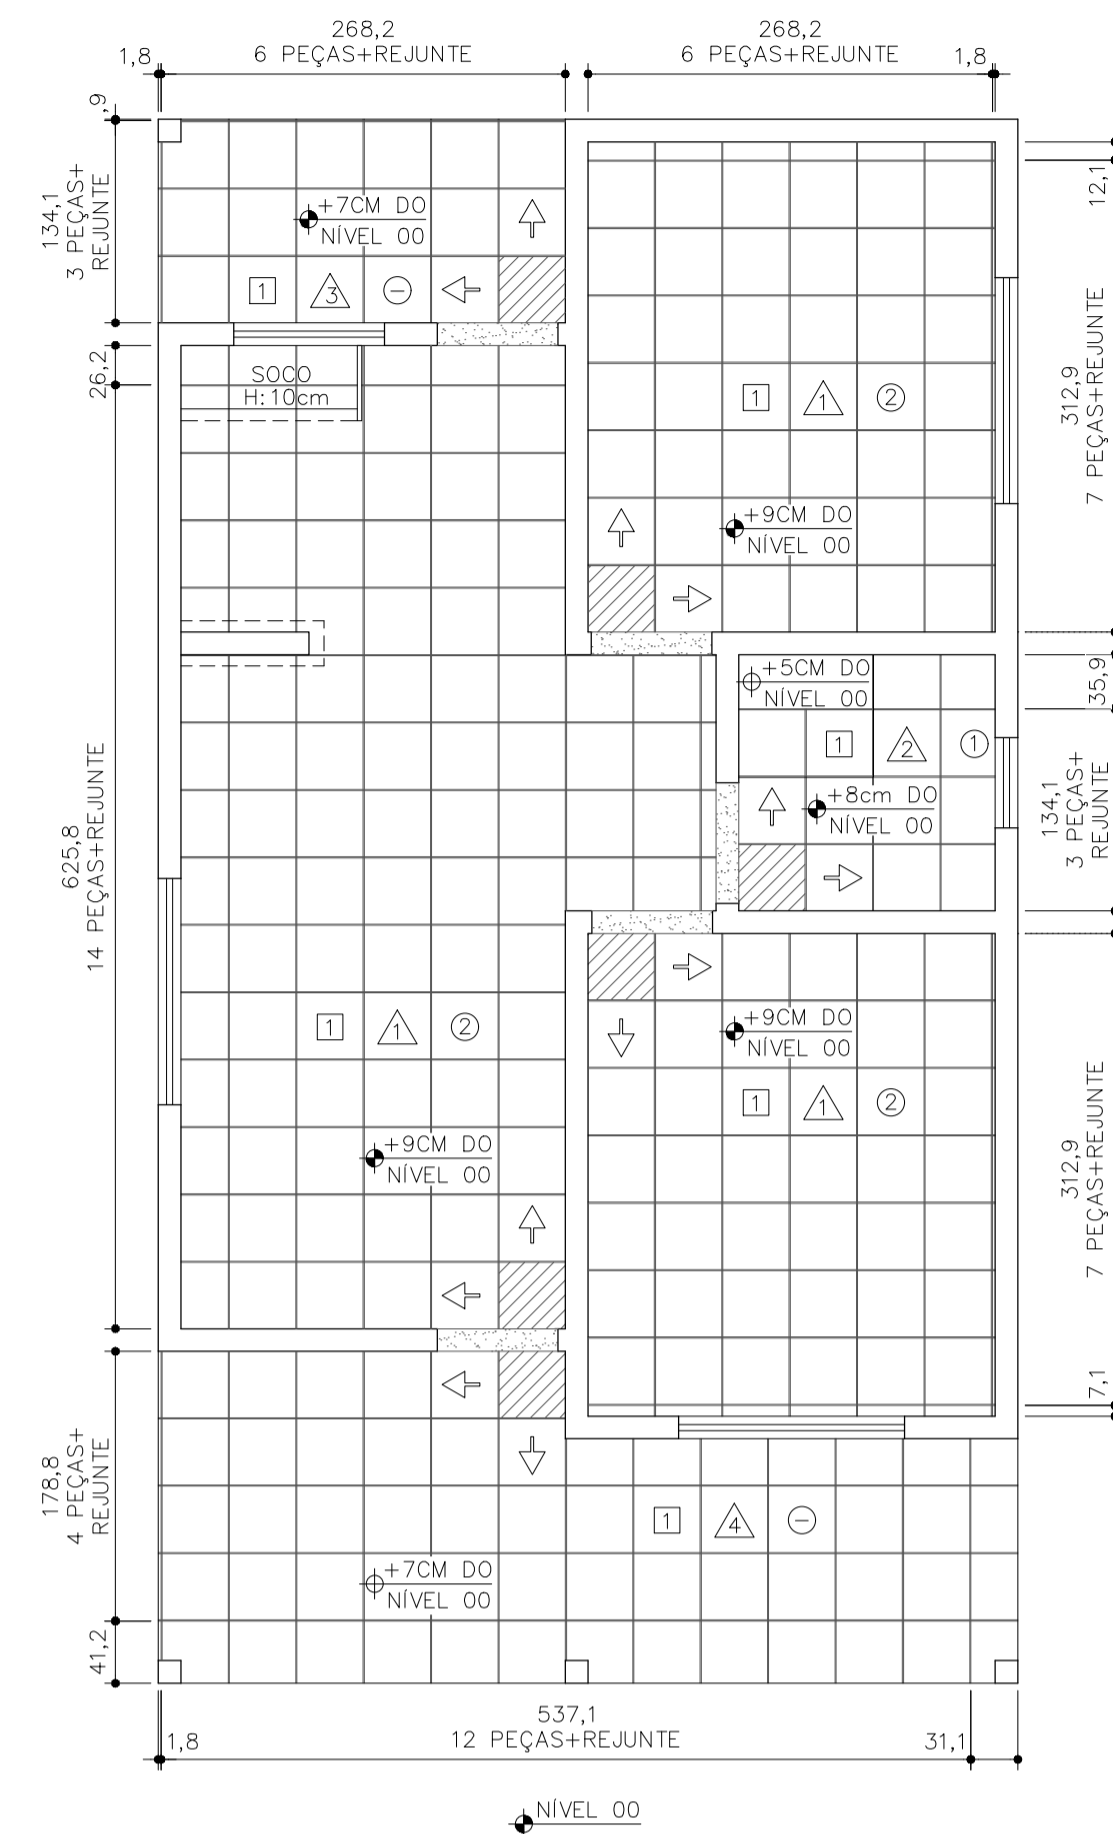 268,2
6 PEÇAS+REJUNTE
1,8
268,2
6 PEÇAS+REJUNTE
1,8
,9
134,1
3 PEÇAS+
REJUNTE
+7CM DO
NÍVEL 00
1 3 –
12,1
26,2
SOCO
H:10cm
312,9
7 PEÇAS+REJUNTE
1 1 2
+9CM DO
NÍVEL 00
35,9
+5CM DO
NÍVEL 00
1 2 1
134,1
3 PEÇAS+
REJUNTE
+8cm DO
NÍVEL 00
625,8
14 PEÇAS+REJUNTE
1 1 2
+9CM DO
NÍVEL 00
+9CM DO
NÍVEL 00
1 1 2
312,9
7 PEÇAS+REJUNTE
7,1
178,8
4 PEÇAS+
REJUNTE
1 4 –
+7CM DO
NÍVEL 00
41,2
1,8
537,1
12 PEÇAS+REJUNTE
31,1
NÍVEL 00